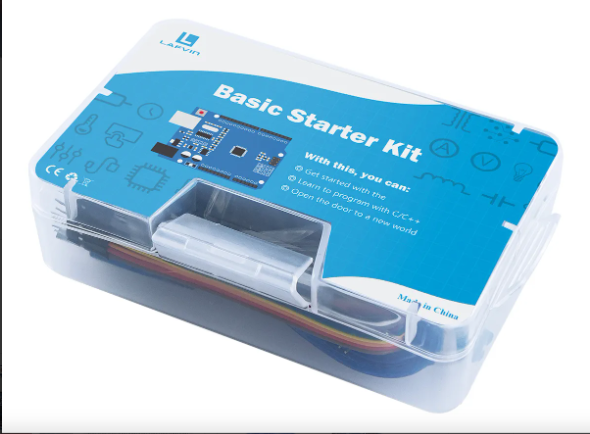 LAFVIN
Basic Starter Kit
With this, you can:
Get started with the
Learn to program with C/C++
Open the door to a new world
A
V
CE
Made in China